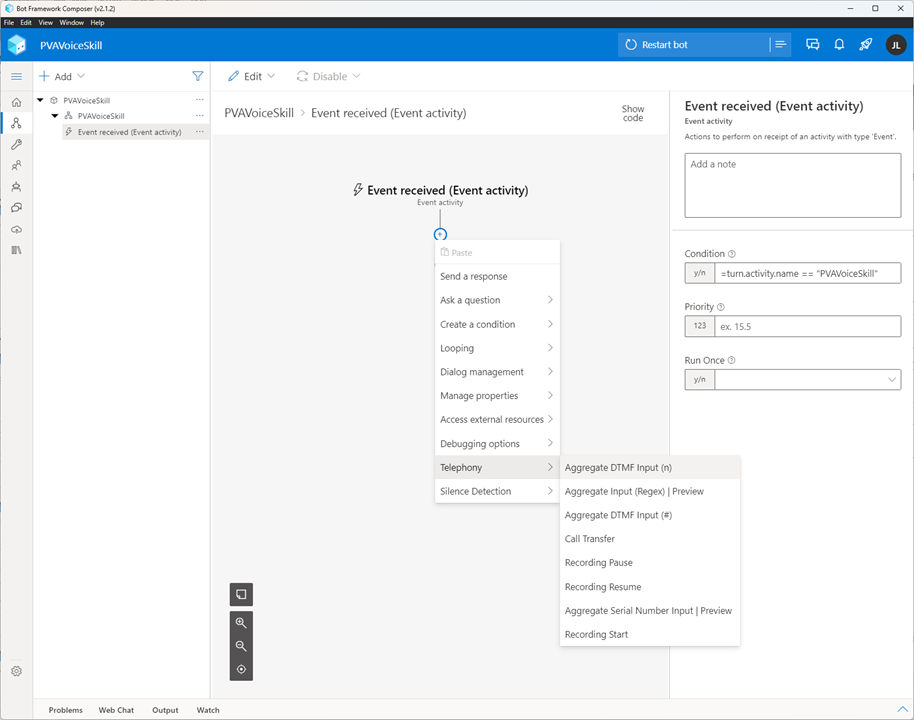 Bot Framework Composer (v2.1.2)
File Edit View Window Help
PVAVoiceSkill
Restart bot
JL
Add
Edit
Disable
PVAVoiceSkill
PVAVoiceSkill
Event received (Event activity)
PVAVoiceSkill > Event received (Event activity)
Show
code
Event received (Event activity)
Event activity
Paste
Send a response
Ask a question
Create a condition
Looping
Dialog management
Manage properties
Access external resources
Debugging options
Telephony
Silence Detection
Aggregate DTMF Input (n)
Aggregate Input (Regex) | Preview
Aggregate DTMF Input (#)
Call Transfer
Recording Pause
Recording Resume
Aggregate Serial Number Input | Preview
Recording Start
Event received (Event activity)
Event activity
Actions to perform on receipt of an activity with type 'Event'.
Add a note
Condition
y/n =turn.activity.name == "PVAVoiceSkill"
Priority
123 ex. 15.5
Run Once
y/n
Problems Web Chat Output Watch